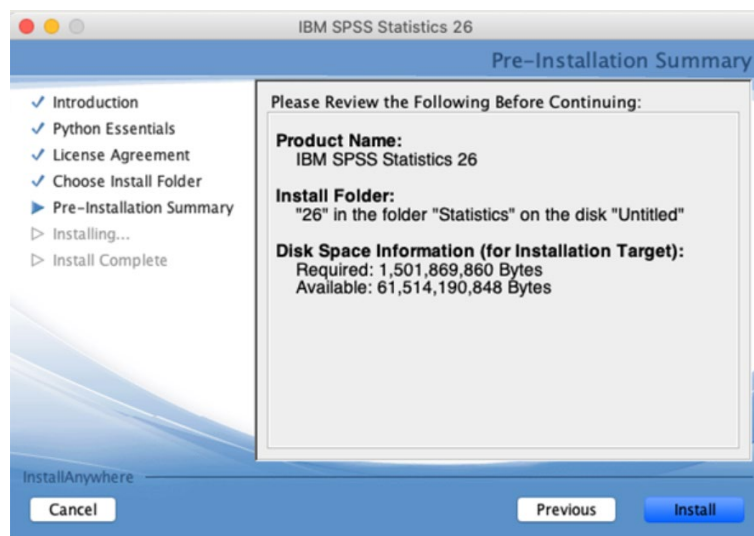 IBM SPSS Statistics 26
Pre-Installation Summary
Introduction
Python Essentials
License Agreement
Choose Install Folder
Pre-Installation Summary
Installing...
Install Complete
Please Review the Following Before Continuing:
Product Name:
IBM SPSS Statistics 26
Install Folder:
"26" in the folder "Statistics" on the disk "Untitled"
Disk Space Information (for Installation Target):
Required: 1,501,869,860 Bytes
Available: 61,514,190,848 Bytes
InstallAnywhere
Cancel
Previous
Install